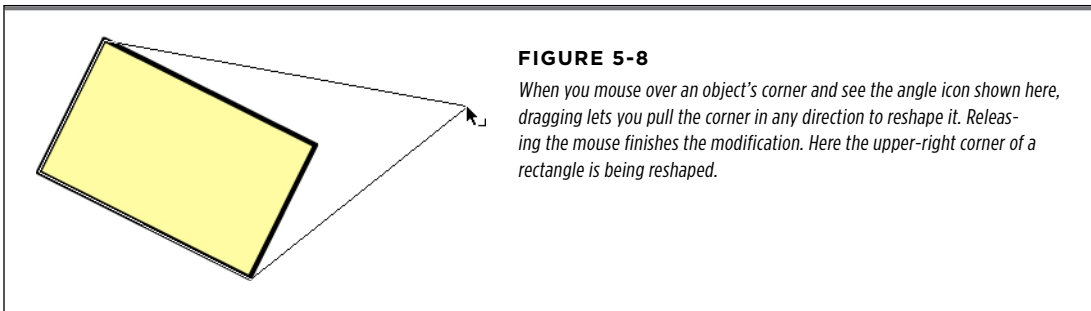 FIGURE 5-8
When you mouse over an object's corner and see the angle icon shown here,
dragging lets you pull the corner in any direction to reshape it. Releas-
ing the mouse finishes the modification. Here the upper-right corner of a
rectangle is being reshaped.